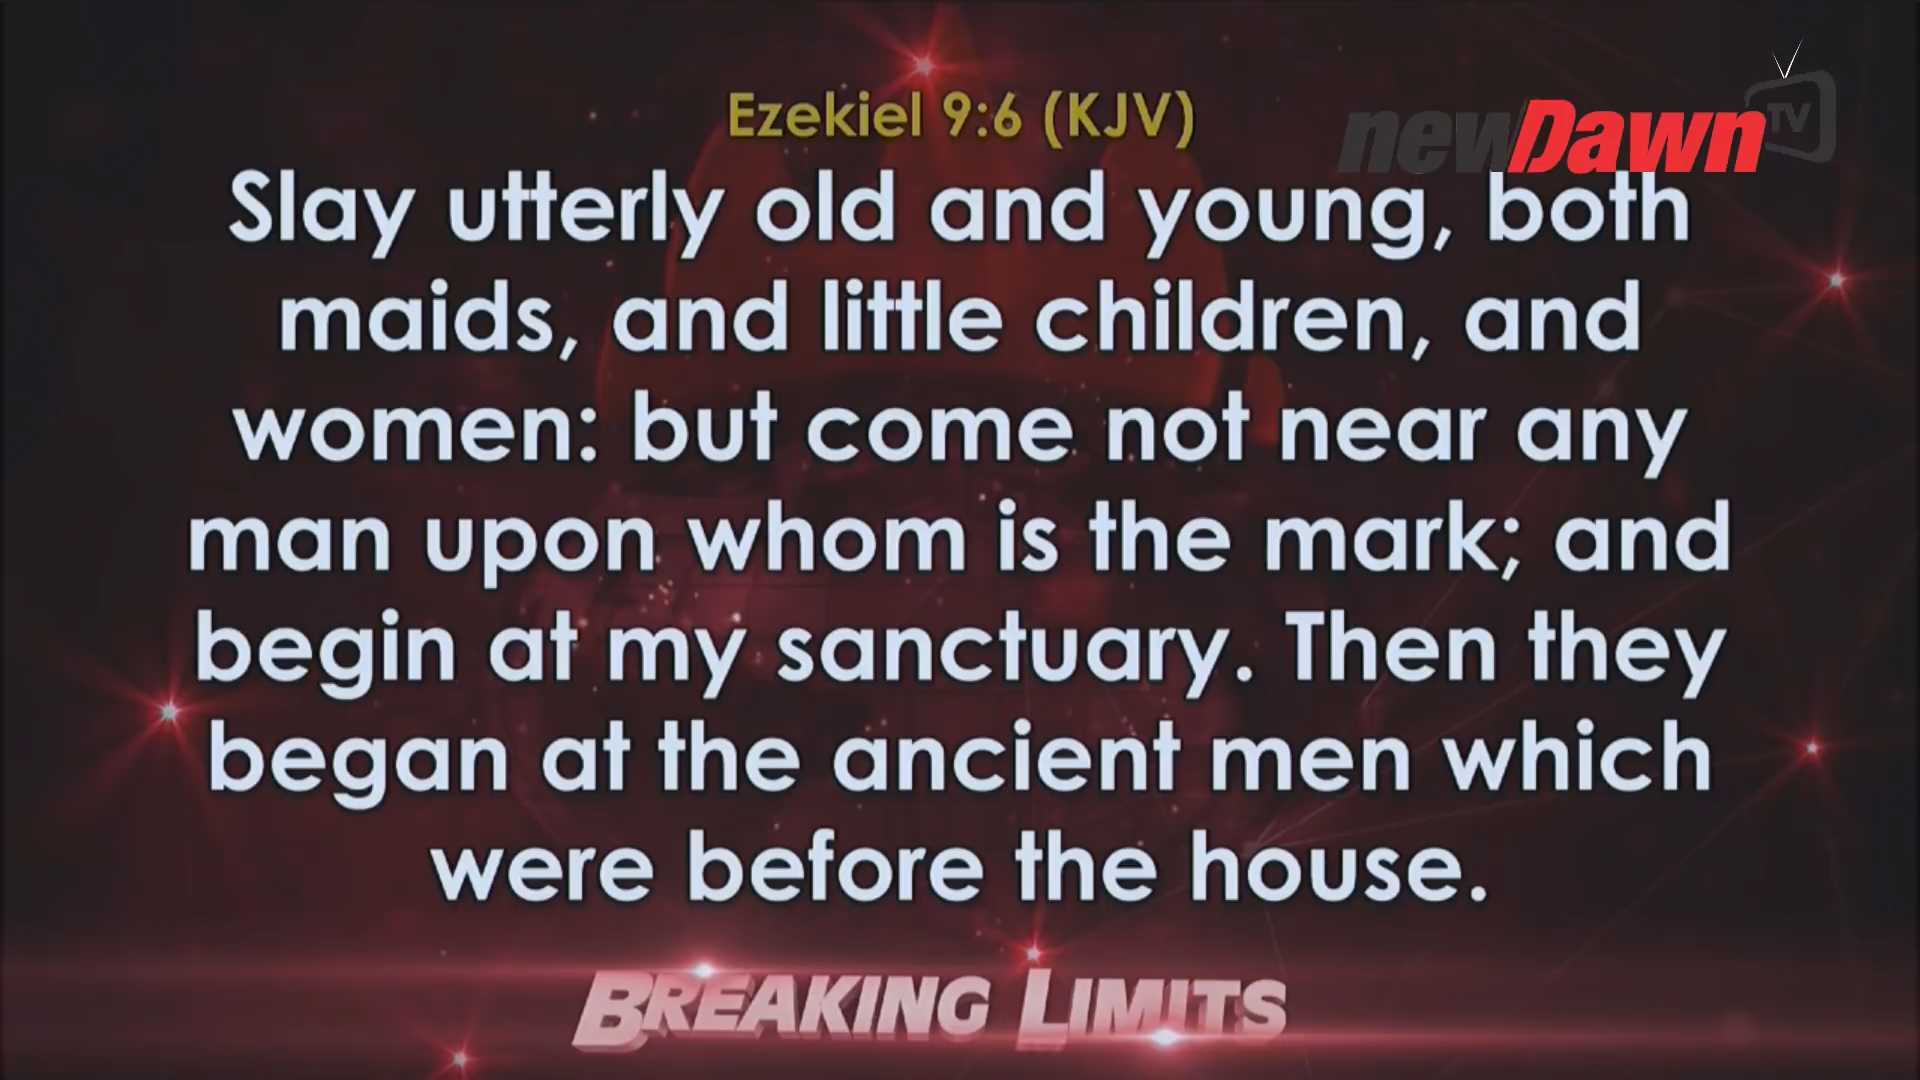 newDawn TV
Ezekiel 9:6 (KJV)
Slay utterly old and young, both
maids, and little children, and
women: but come not near any
man upon whom is the mark; and
begin at my sanctuary. Then they
began at the ancient men which
were before the house.
BREAKING LIMITS